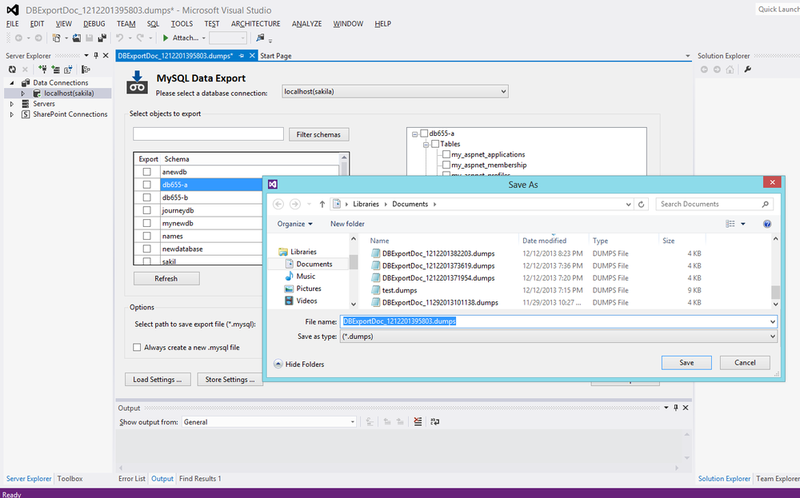 DBExportDoc_1212201395803.dumps* - Microsoft Visual Studio
Quick Launch
FILE EDIT VIEW DEBUG TEAM SQL TOOLS TEST ARCHITECTURE ANALYZE WINDOW HELP
Attach...
Server Explorer
DBExportDoc_1212201395803.dumps*
Start Page
Solution Explorer
Data Connections
localhost(sakila)
Servers
SharePoint Connections
MySQL Data Export
Please select a database connection:
localhost(sakila)
Select objects to export
Filter schemas
Export Schema
anewdb
db655-a
db655-b
journeydb
mynewdb
names
newdatabase
sakil
Refresh
db655-a
Tables
my_aspnet_applications
my_aspnet_membership
Options
Select path to save export file (*.mysql):
Always create a new .mysql file
Load Settings ...
Store Settings ...
Save As
Libraries
Documents
Search Documents
Organize
New folder
Libraries
Documents
Music
Pictures
Videos
Name Date modified Type Size
DBExportDoc_1212201382203.dumps 12/12/2013 8:23 PM DUMPS File 4 KB
DBExportDoc_1212201373619.dumps 12/12/2013 7:36 PM DUMPS File 4 KB
DBExportDoc_1212201371954.dumps 12/12/2013 7:20 PM DUMPS File 4 KB
test.dumps 12/12/2013 7:15 PM DUMPS File 9 KB
DBExportDoc_11292013101138.dumps 11/29/2013 10:27 ... DUMPS File 4 KB
File name:
DBExportDoc_1212201395803.dumps
Save as type:
(*.dumps)
Hide Folders
Save
Cancel
Output
Show output from:
General
Server Explorer
Toolbox
Error List
Output
Find Results 1
Solution Explorer
Team Explorer
Ready